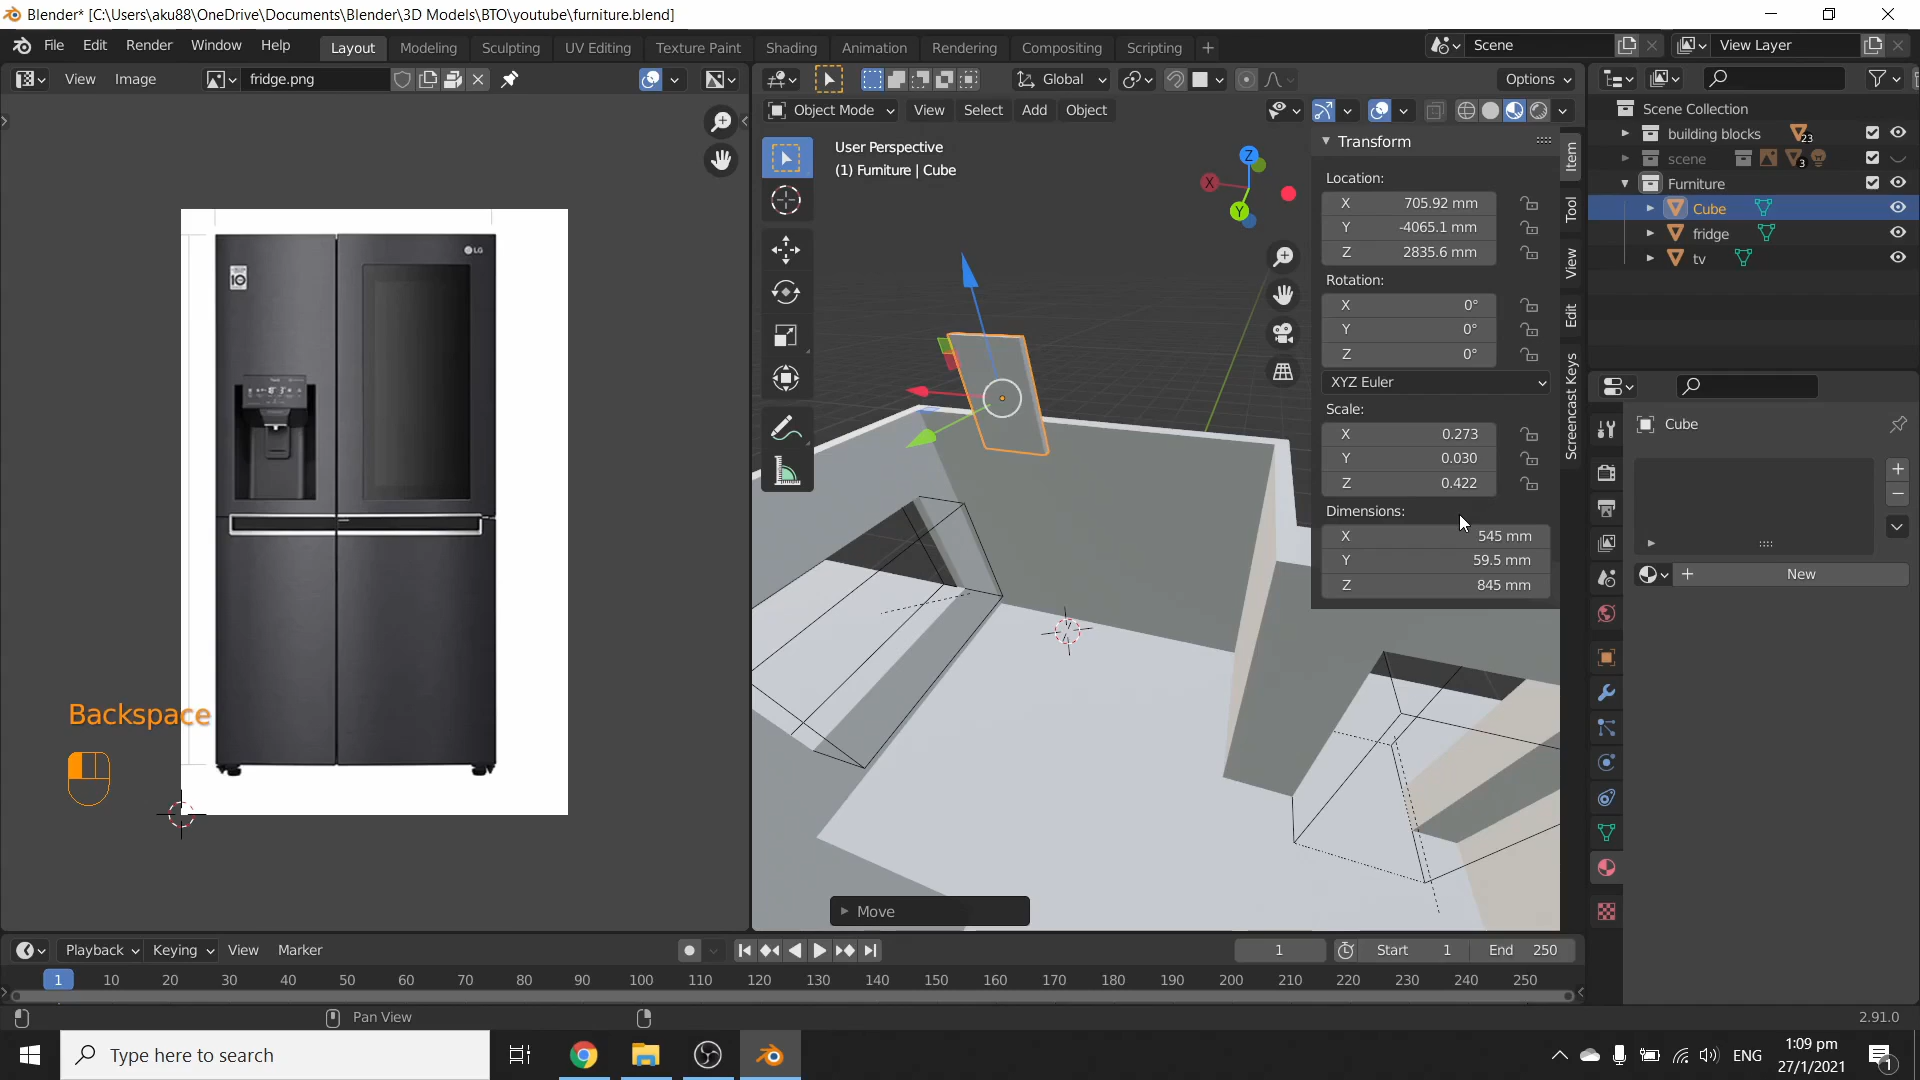 Blender* [C:\Users\aku88\OneDrive\Documents\Blender\3D Models\BTO\youtube\furniture.blend]
File Edit Render Window Help
Layout Modeling Sculpting UV Editing Texture Paint Shading Animation Rendering Compositing Scripting +
Scene
View Layer
View Image
fridge.png
Global
Options
Object Mode View Select Add Object
User Perspective
(1) Furniture | Cube
X
Y
Z
LG
Transform
Location:
X 705.92 mm
Y -4065.1 mm
Z 2835.6 mm
Rotation:
X 0°
Y 0°
Z 0°
XYZ Euler
Scale:
X 0.273
Y 0.030
Z 0.422
Dimensions:
X 545 mm
Y 59.5 mm
Z 845 mm
Item
Tool
View
Edit
Screencast Keys
Scene Collection
building blocks 23
scene 3
Furniture
Cube
fridge
tv
Cube
New
Backspace
Move
Playback Keying View Marker
1
Start 1
End 250
1 10 20 30 40 50 60 70 80 90 100 110 120 130 140 150 160 170 180 190 200 210 220 230 240 250
Pan View
2.91.0
Type here to search
ENG
1:09 pm
27/1/2021
1